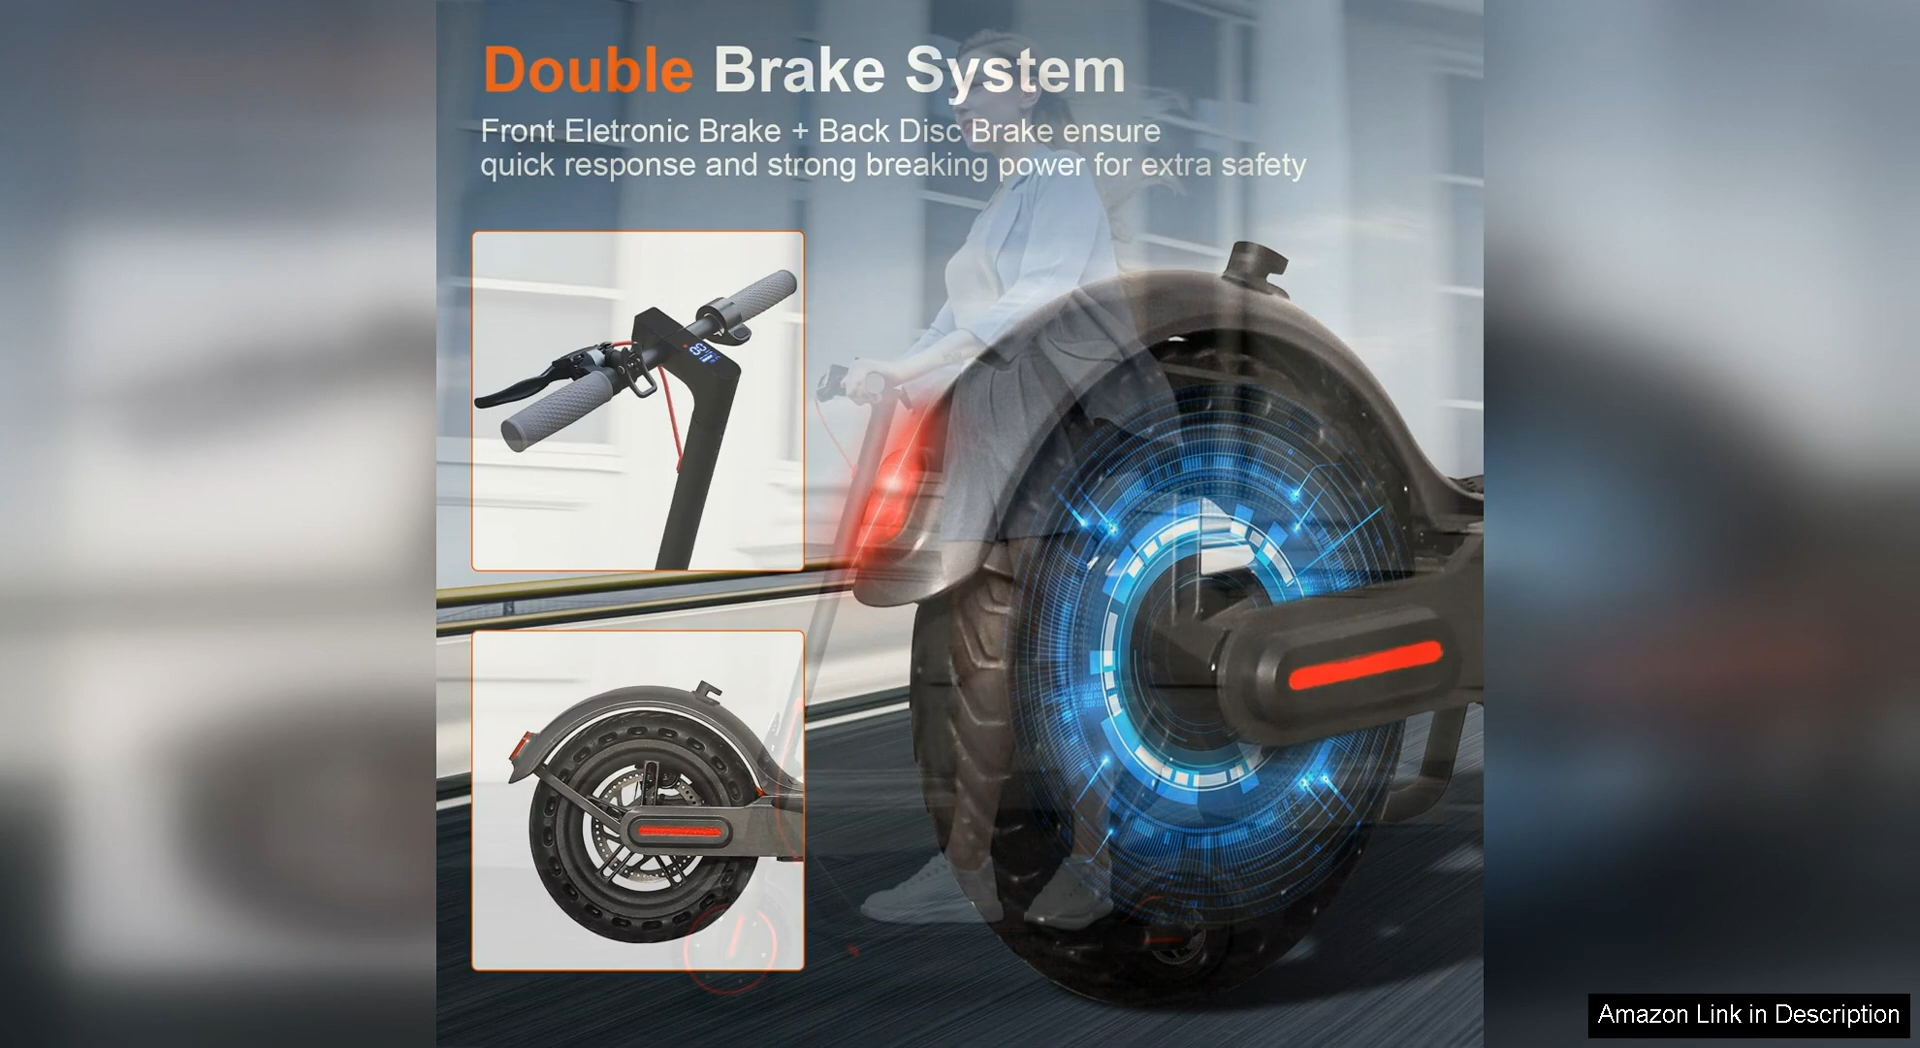 Double Brake System
Front Eletronic Brake + Back Disc Brake ensure
quick response and strong breaking power for extra safety
Amazon Link in Description